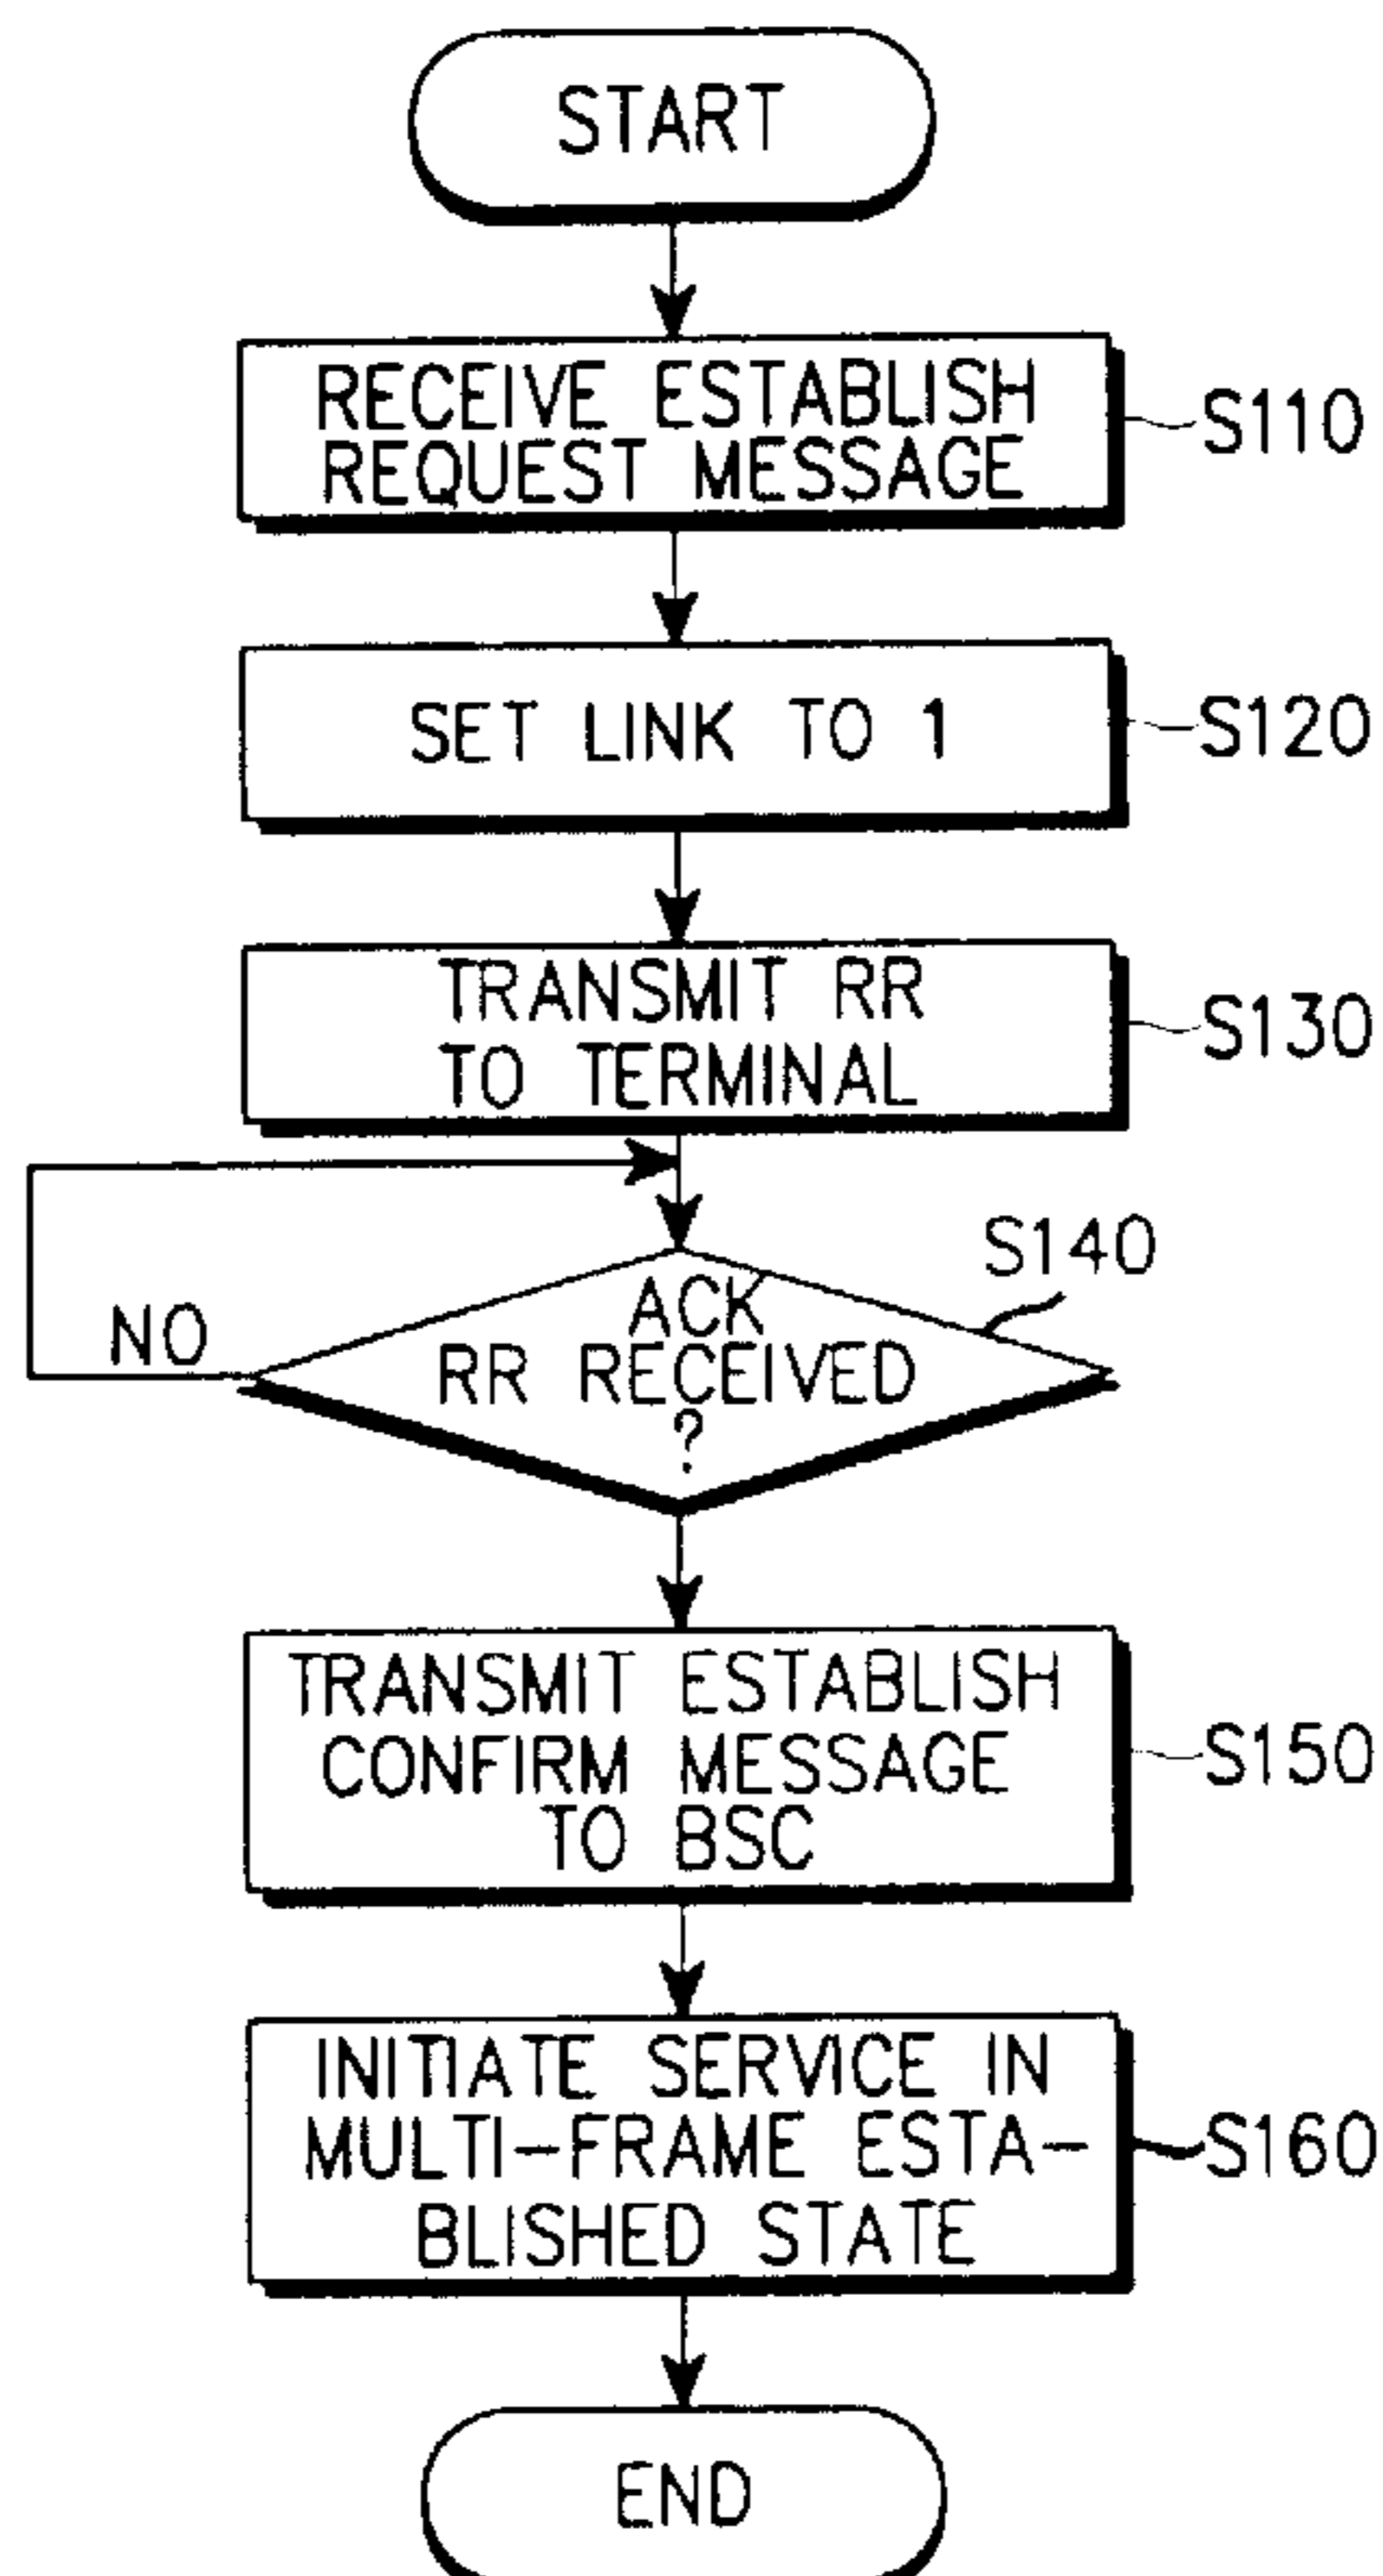 START
RECEIVE ESTABLISH
REQUEST MESSAGE
S110
SET LINK TO 1
S120
TRANSMIT RR
TO TERMINAL
S130
S140
ACK
RR RECEIVED
?
NO
TRANSMIT ESTABLISH
CONFIRM MESSAGE
TO BSC
S150
INITIATE SERVICE IN
MULTI-FRAME ESTA-
BLISHED STATE
S160
END